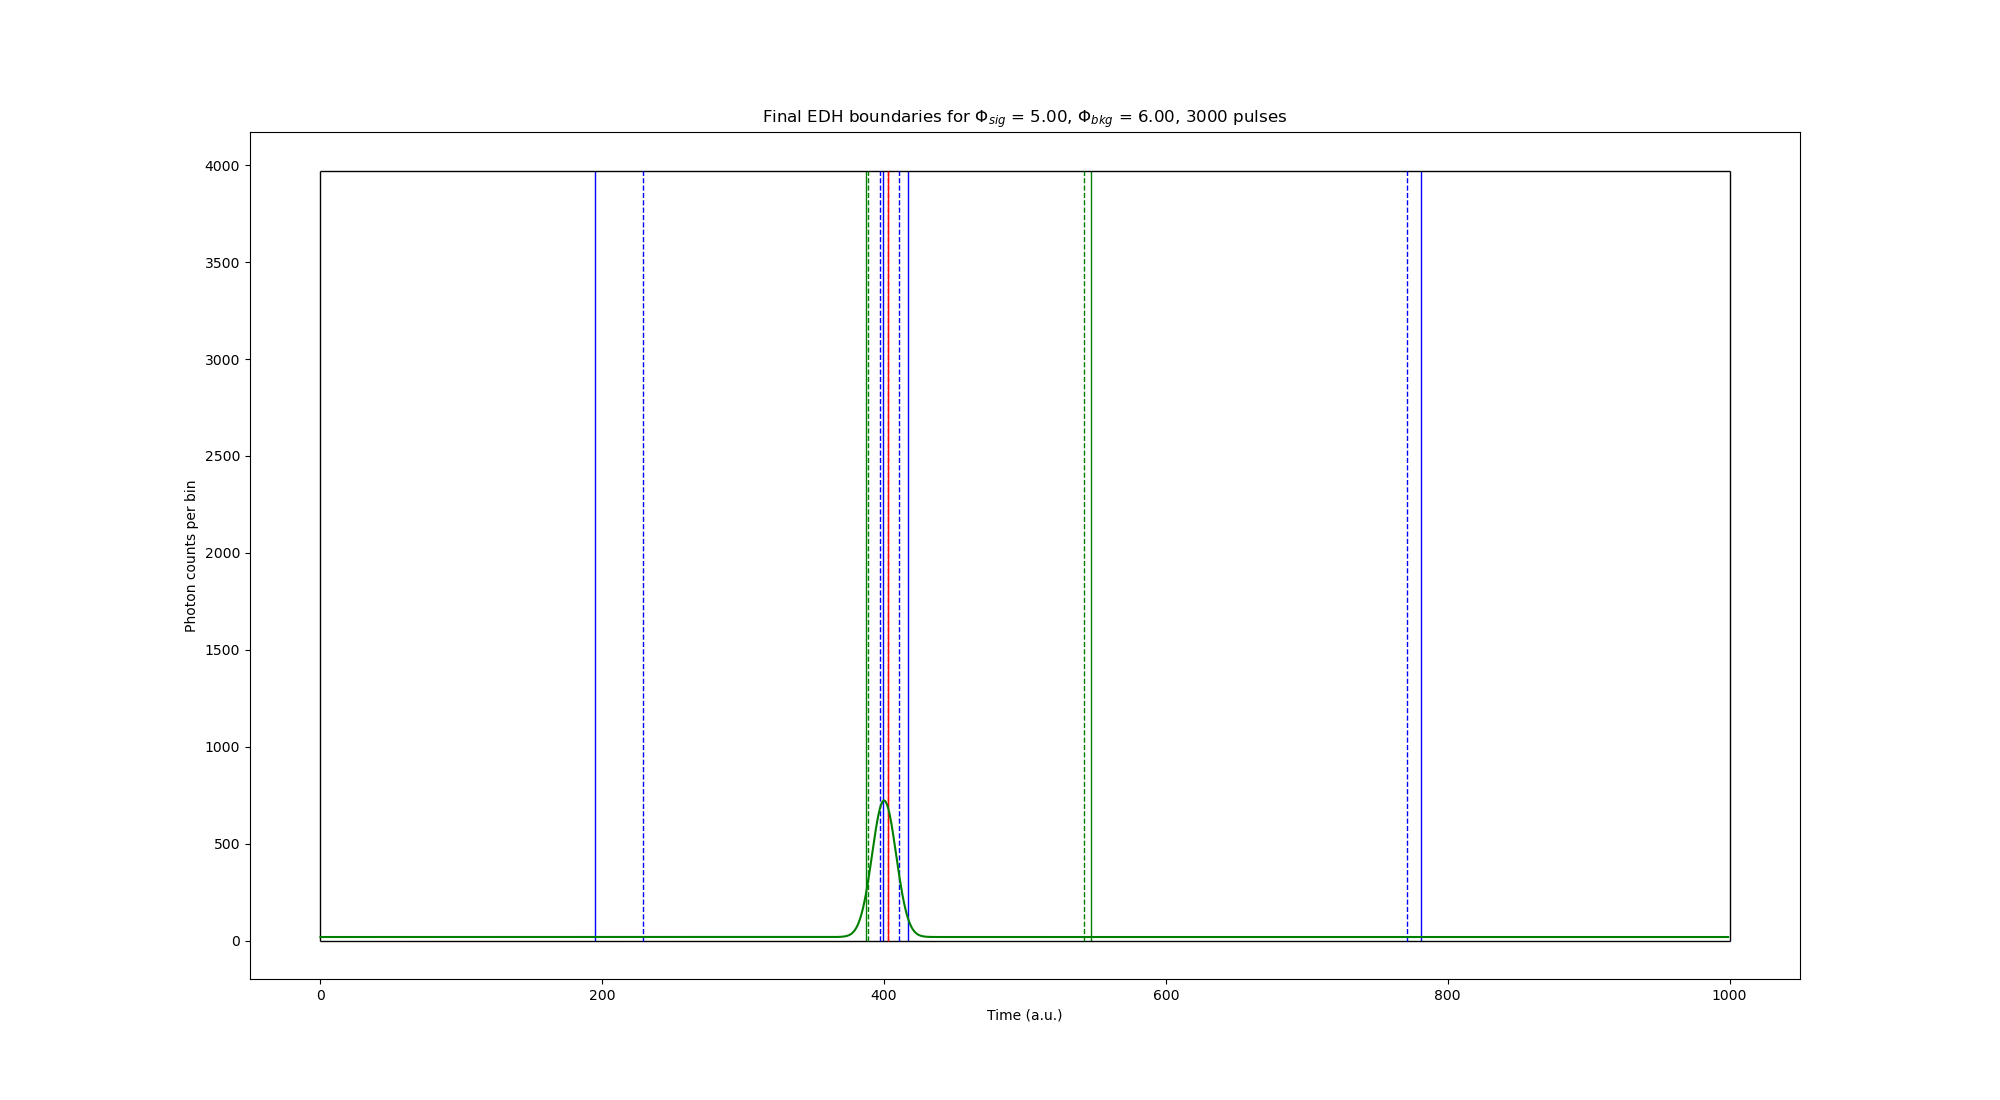 Final EDH boundaries for Φsig = 5.00, Φbkg = 6.00, 3000 pulses
4000
3500
3000
2500
2000
1500
1000
500
0
Photon counts per bin
0 200 400 600 800 1000
Time (a.u.)